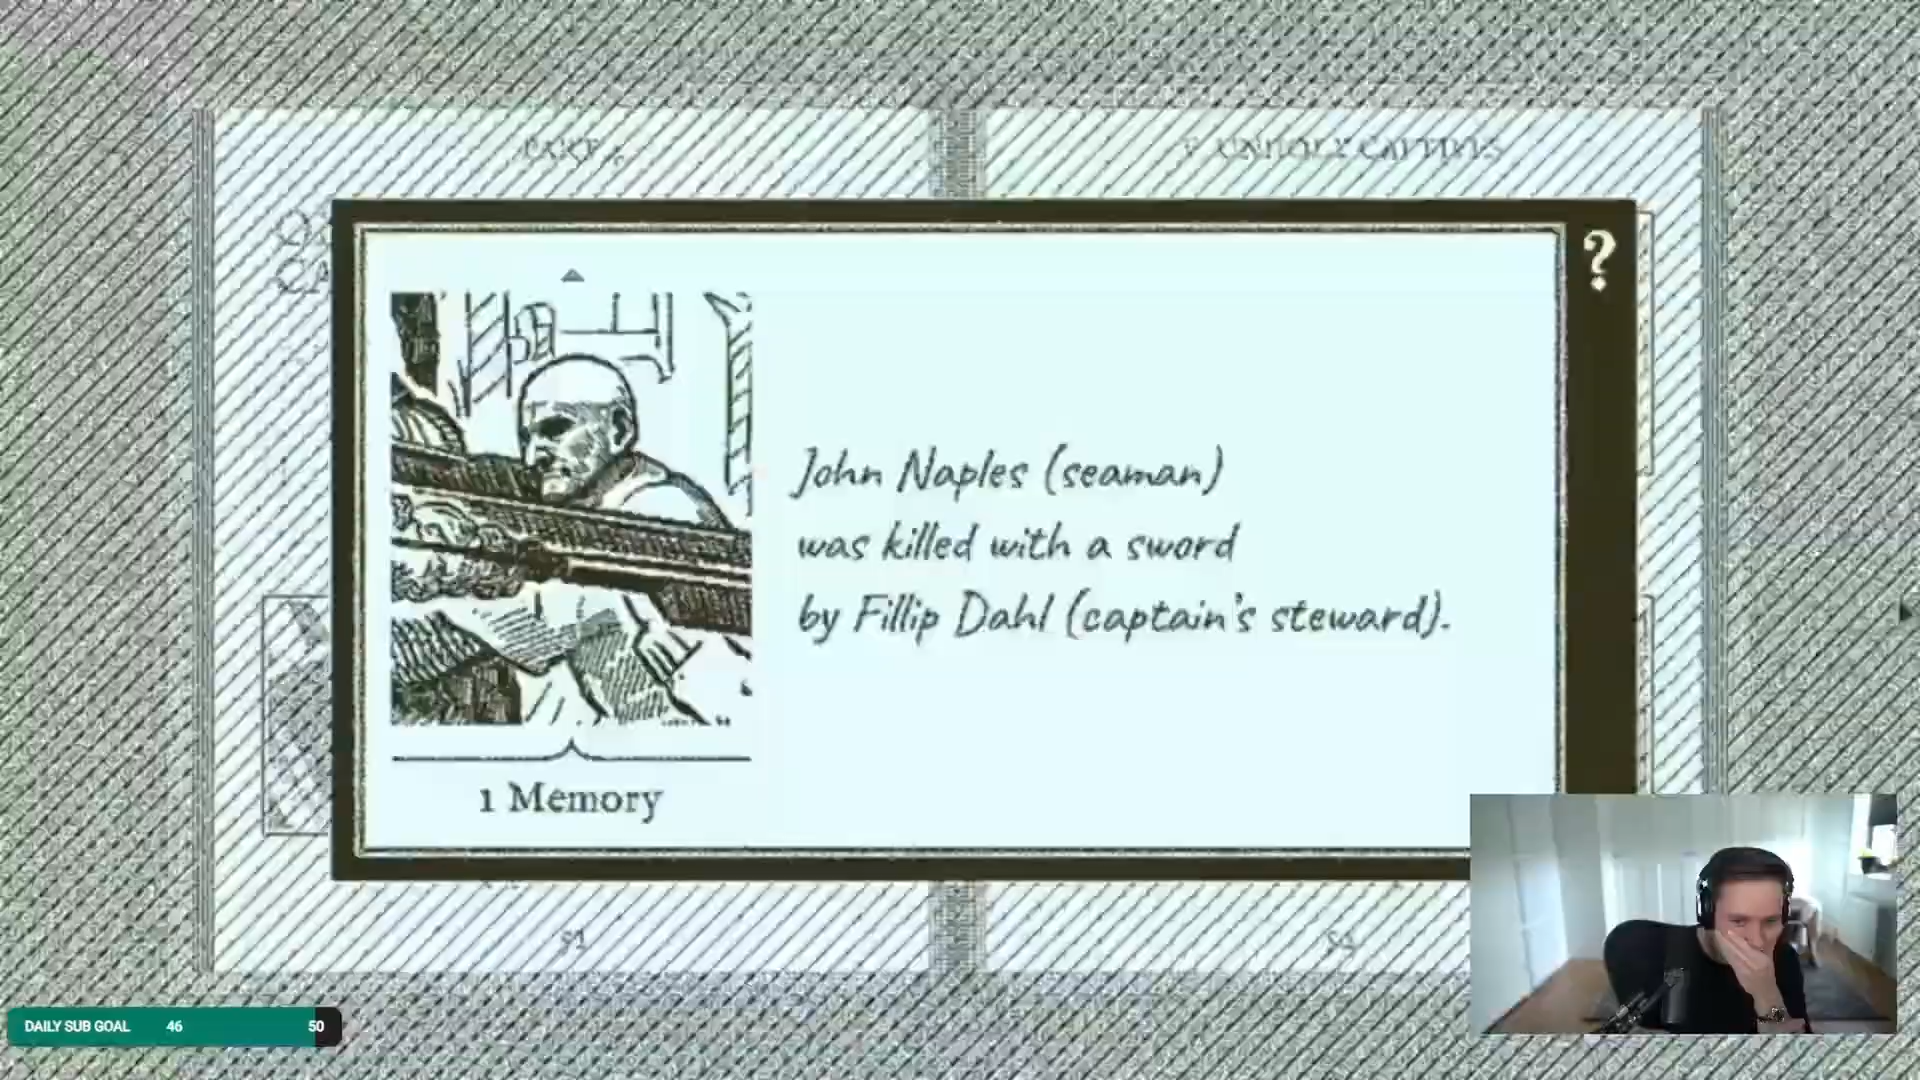 ?
John Naples (seaman)
was killed with a sword
by Fillip Dahl (captain's steward).
1 Memory
DAILY SUB GOAL 46 50